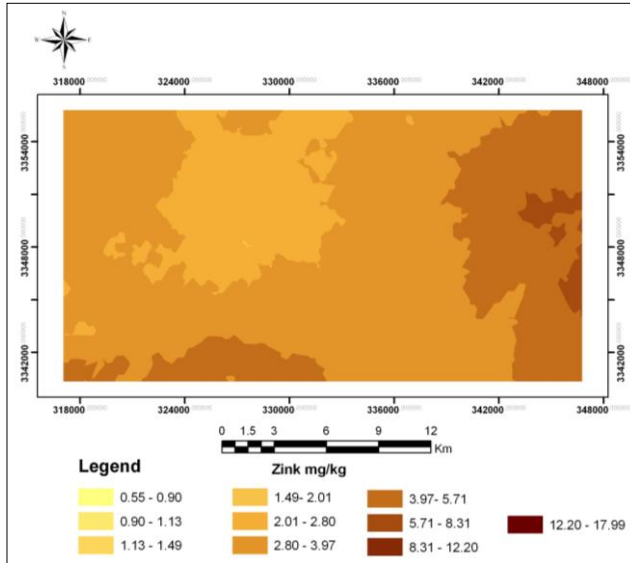 N
W E
S
318000 324000 330000 336000 342000 348000
3354000 3354000
3348000 3348000
3342000 3342000
318000 324000 330000 336000 342000 348000
0 1.5 3 6 9 12
Km
Legend Zink mg/kg
0.55 - 0.90 1.49- 2.01 3.97- 5.71
0.90 - 1.13 2.01 - 2.80 5.71 - 8.31 12.20 - 17.99
1.13 - 1.49 2.80 - 3.97 8.31 - 12.20